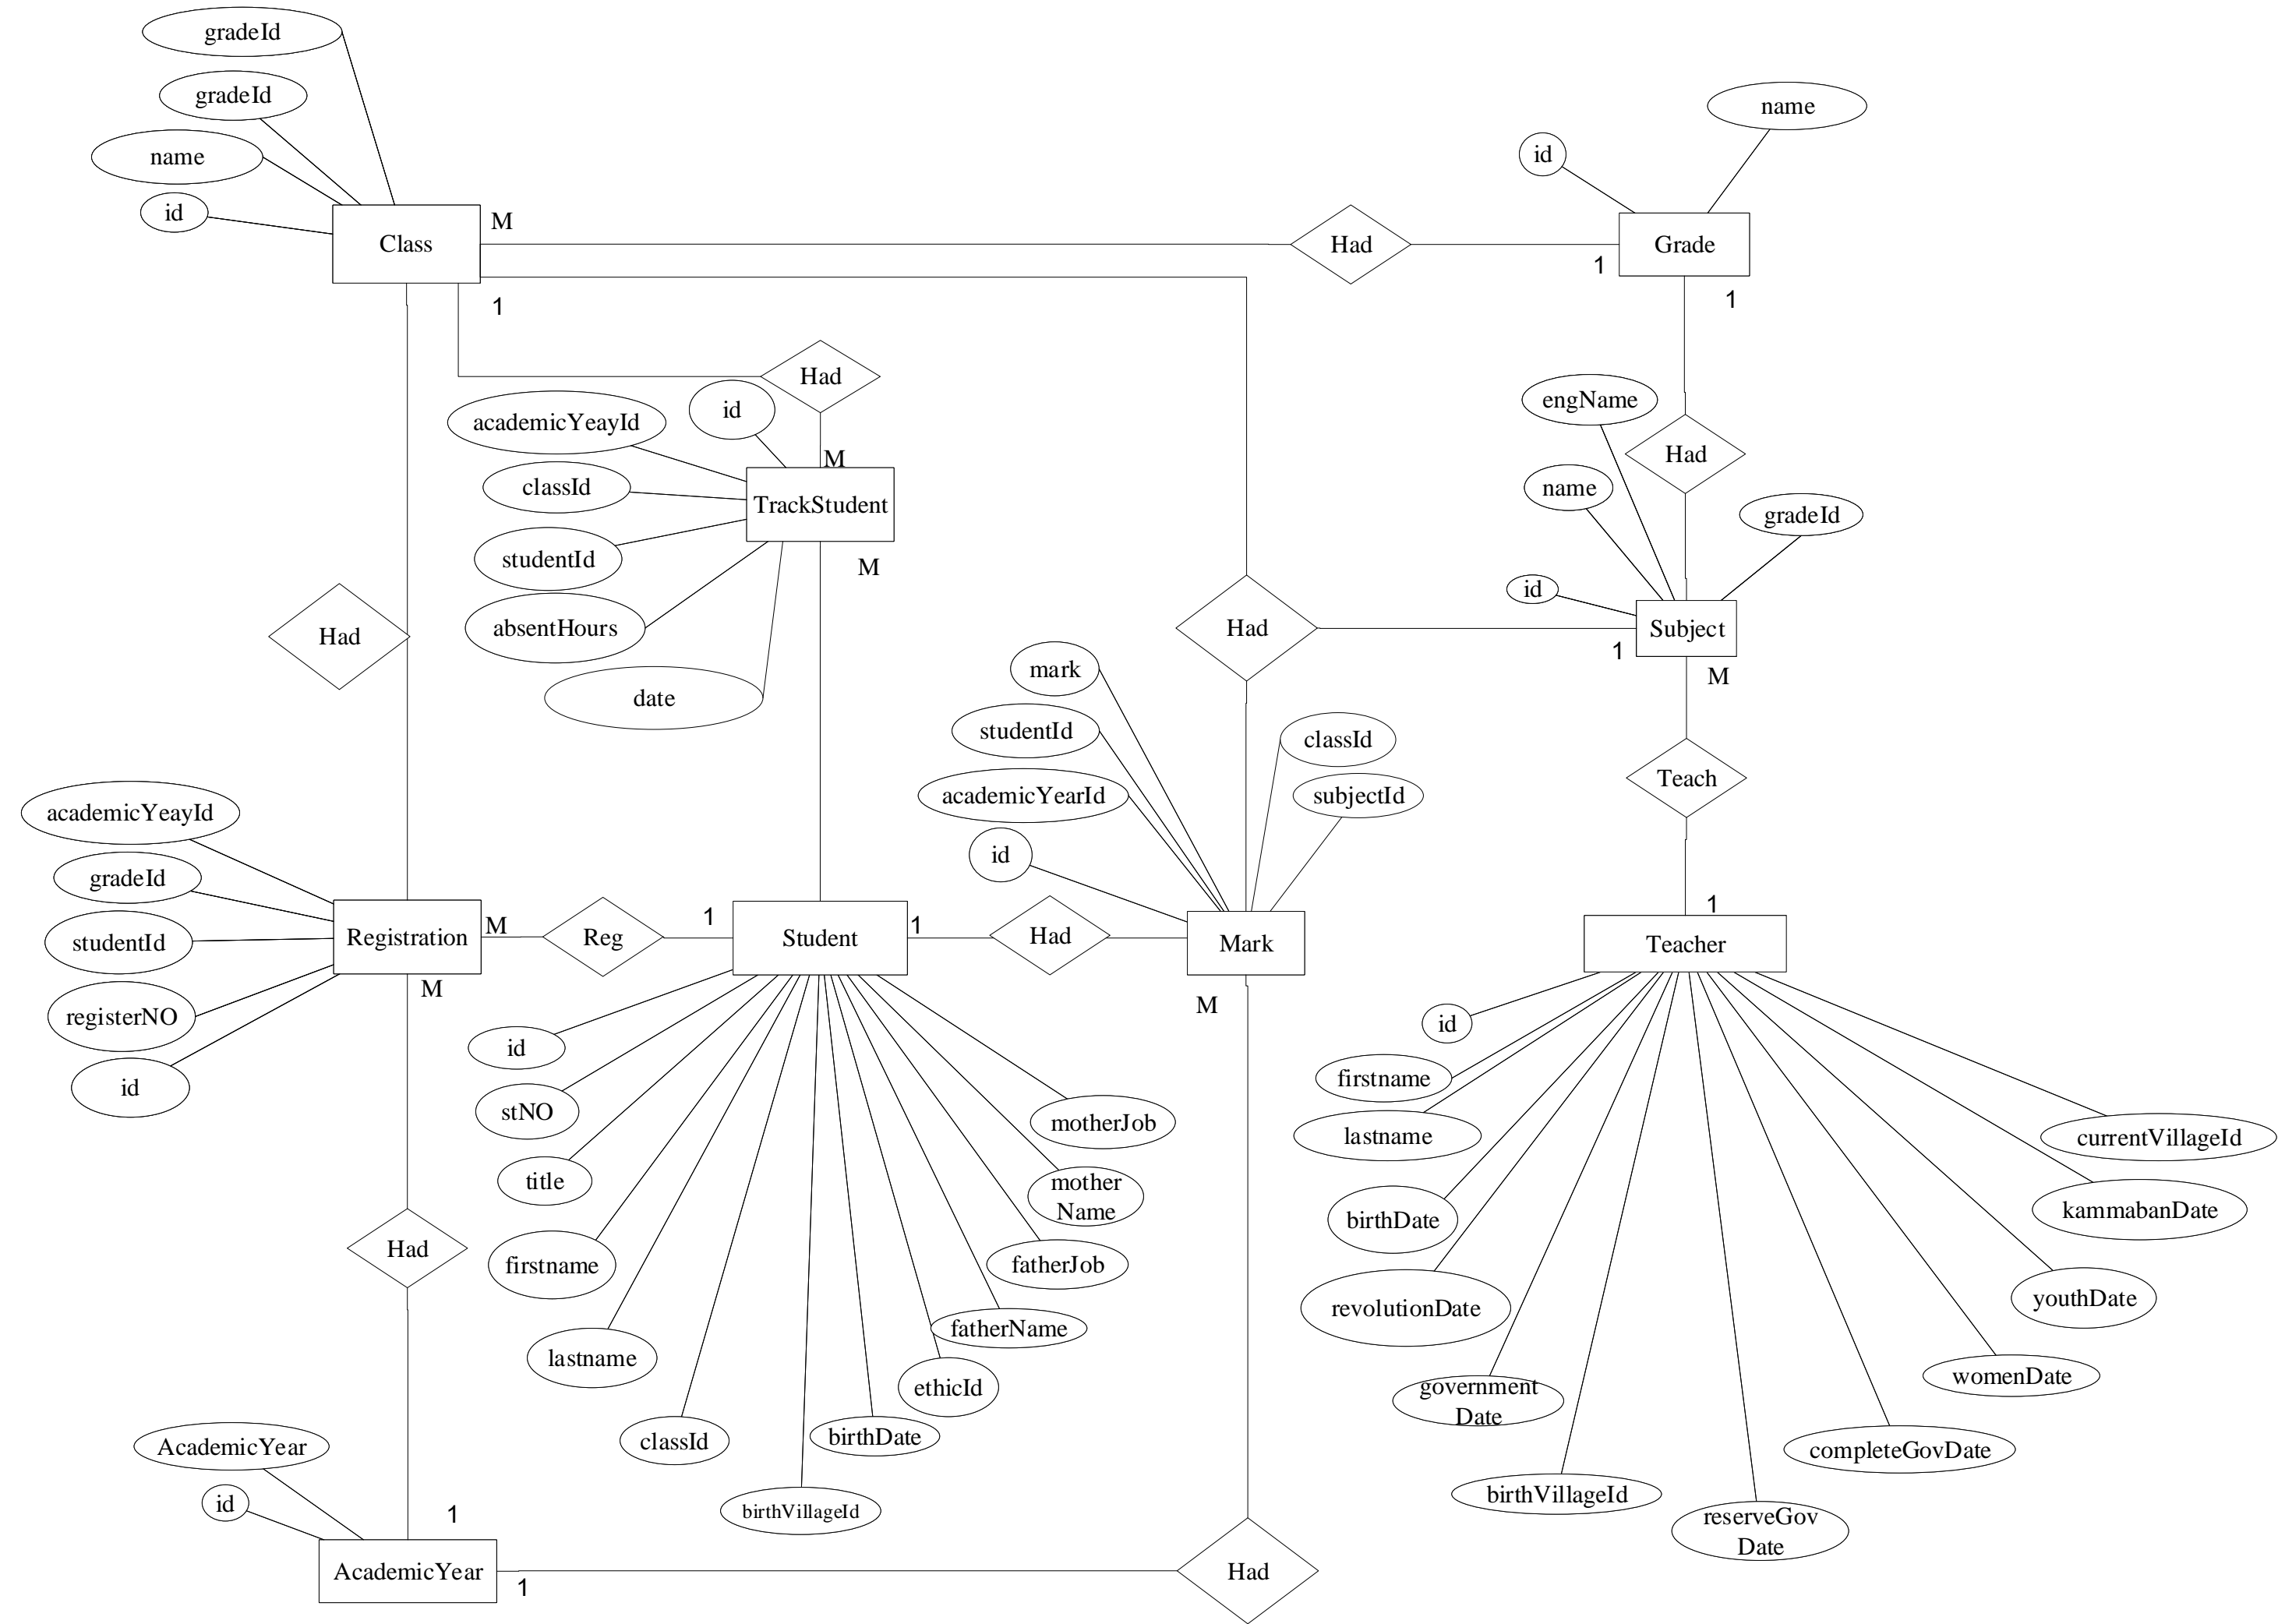 gradeId
gradeId
name
id
Class
M
1
Had
1
Grade
1
id
name
Had
id
academicYeayId
classId
studentId
absentHours
date
M
TrackStudent
M
engName
name
id
gradeId
Had
Subject
1
M
Had
Had
mark
studentId
academicYearId
id
classId
subjectId
Teach
academicYeayId
gradeId
studentId
registerNO
id
Registration
M
M
Reg
1
Student
1
Had
Mark
M
1
Teacher
id
stNO
title
firstname
lastname
classId
birthVillageId
birthDate
ethicId
fatherName
fatherJob
mother
Name
motherJob
id
firstname
lastname
birthDate
revolutionDate
government
Date
birthVillageId
reserveGov
Date
completeGovDate
womenDate
youthDate
kammabanDate
currentVillageId
Had
AcademicYear
id
1
AcademicYear
1
Had